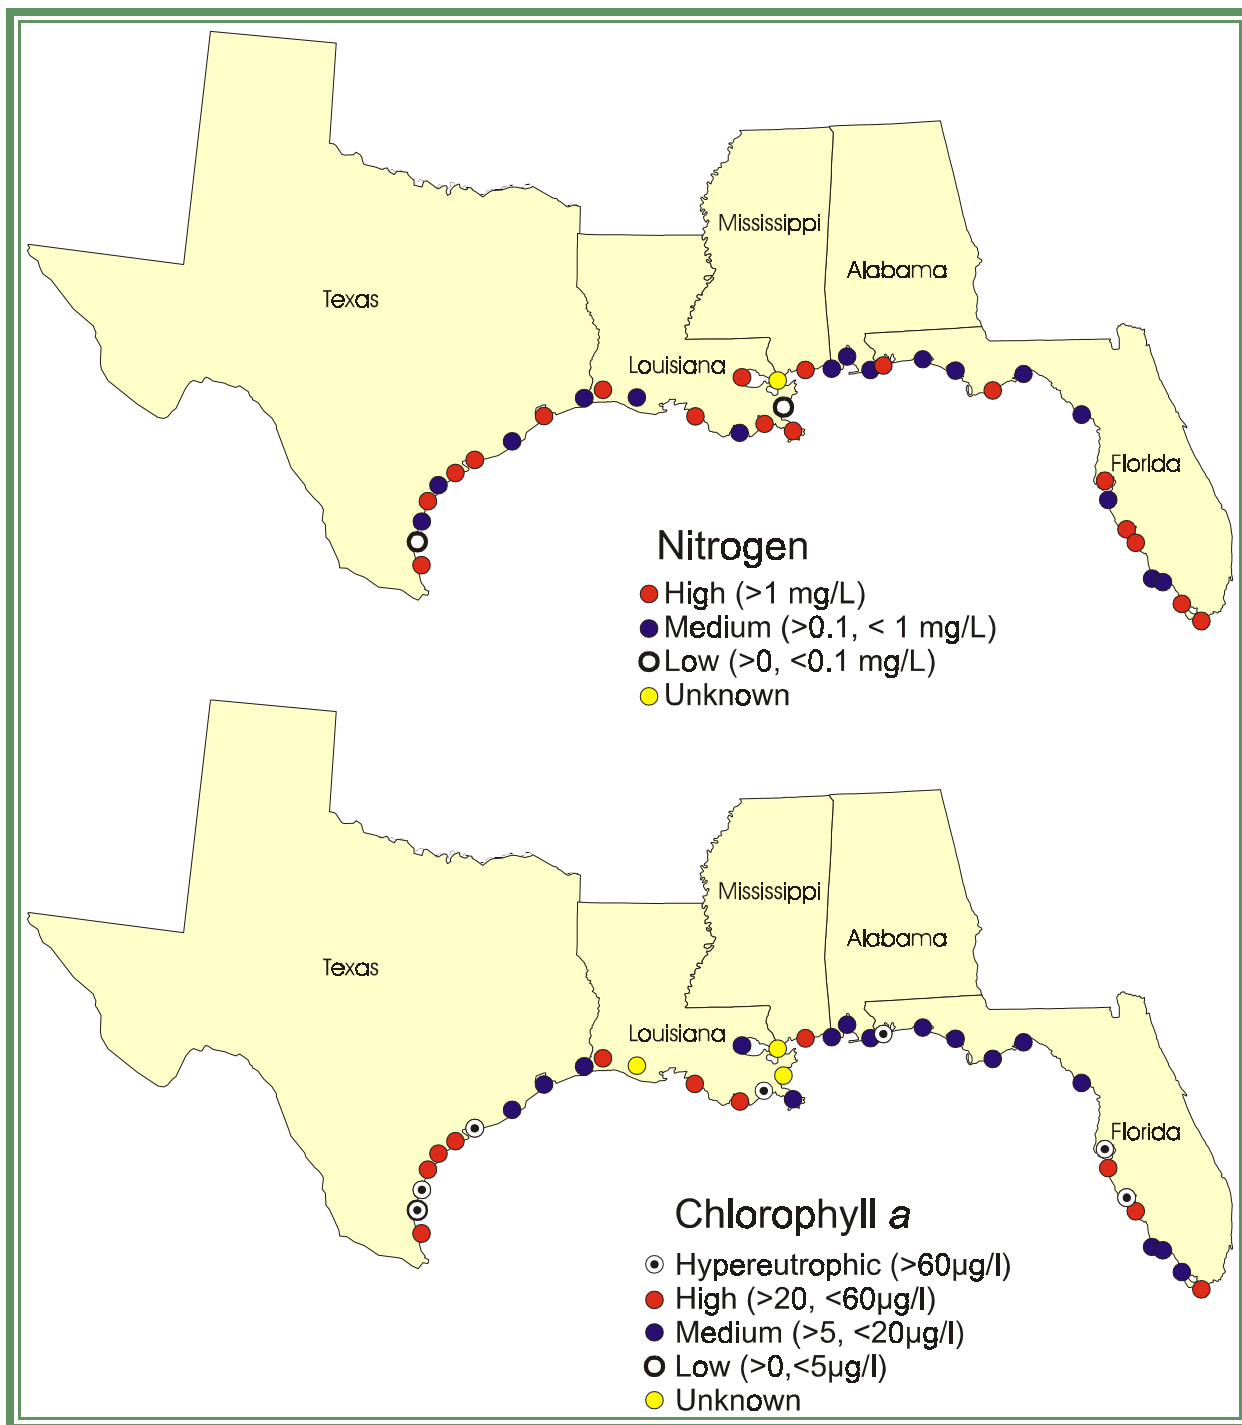 Mississippi
Alabama
Texas
Louisiana
Florida
Nitrogen
High (>1 mg/L)
Medium (>0.1, < 1 mg/L)
Low (>0, <0.1 mg/L)
Unknown
Mississippi
Alabama
Texas
Louisiana
Florida
Chlorophyll a
Hypereutrophic (>60µg/l)
High (>20, <60µg/l)
Medium (>5, <20µg/l)
Low (>0,<5µg/l)
Unknown